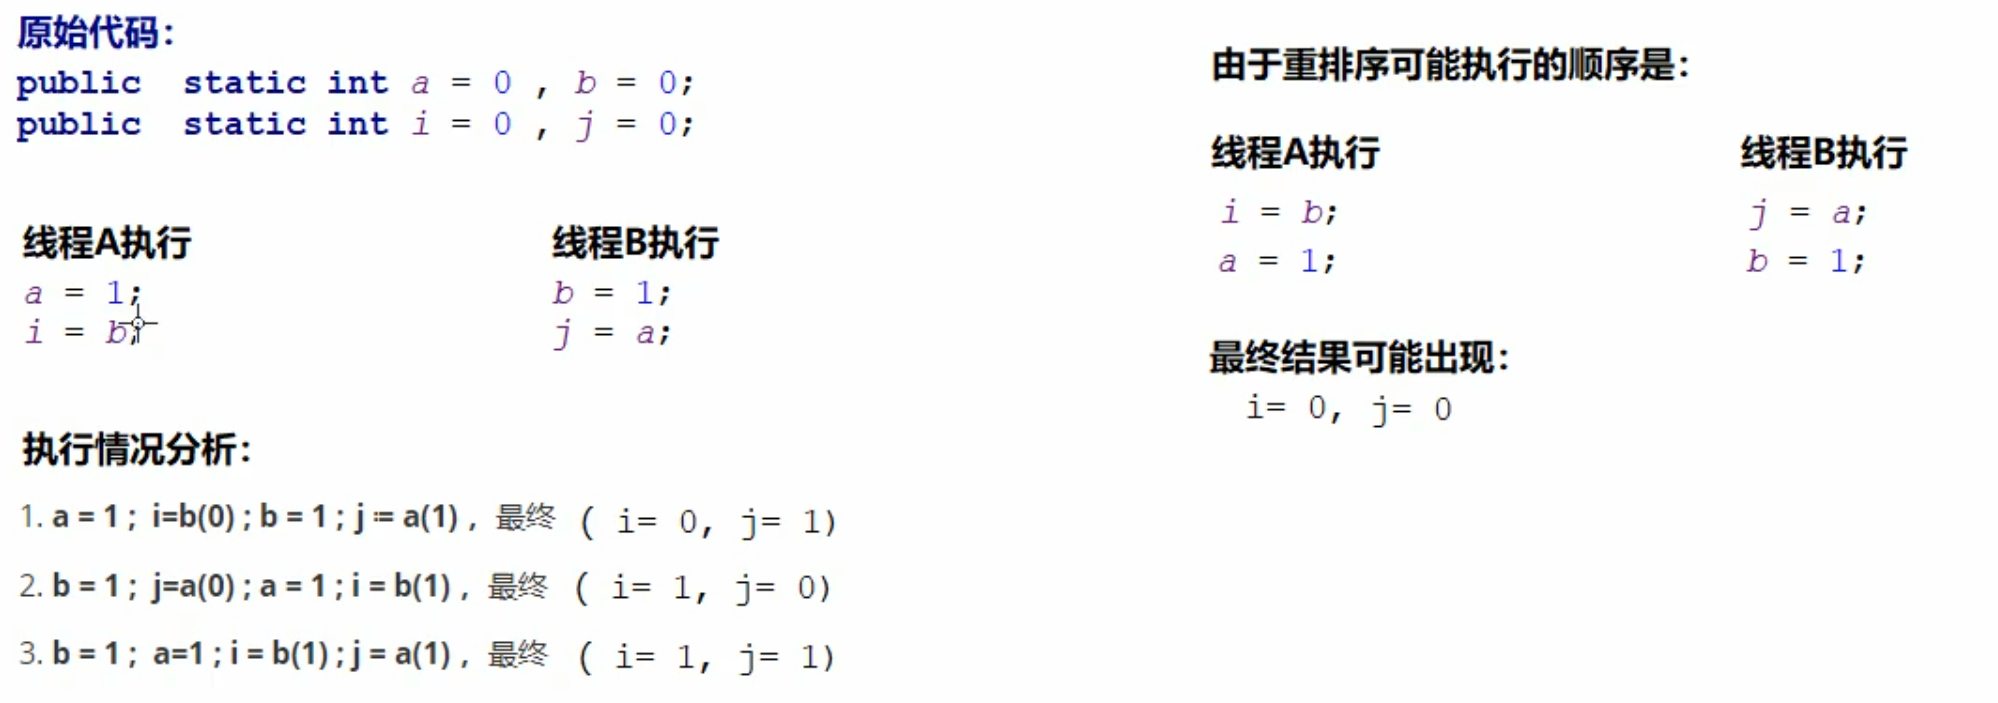 原始代码：
public static int a = 0 , b = 0;
public static int i = 0 , j = 0;
线程A执行
a = 1;
i = b;
线程B执行
b = 1;
j = a;
执行情况分析：
1. a = 1 ; i=b(0) ; b = 1 ; j = a(1) , 最终 ( i= 0, j= 1)
2. b = 1 ; j=a(0) ; a = 1 ; i = b(1) , 最终 ( i= 1, j= 0)
3. b = 1 ; a=1 ; i = b(1) ; j = a(1) , 最终 ( i= 1, j= 1)
由于重排序可能执行的顺序是：
线程A执行
i = b;
a = 1;
线程B执行
j = a;
b = 1;
最终结果可能出现：
i= 0, j= 0